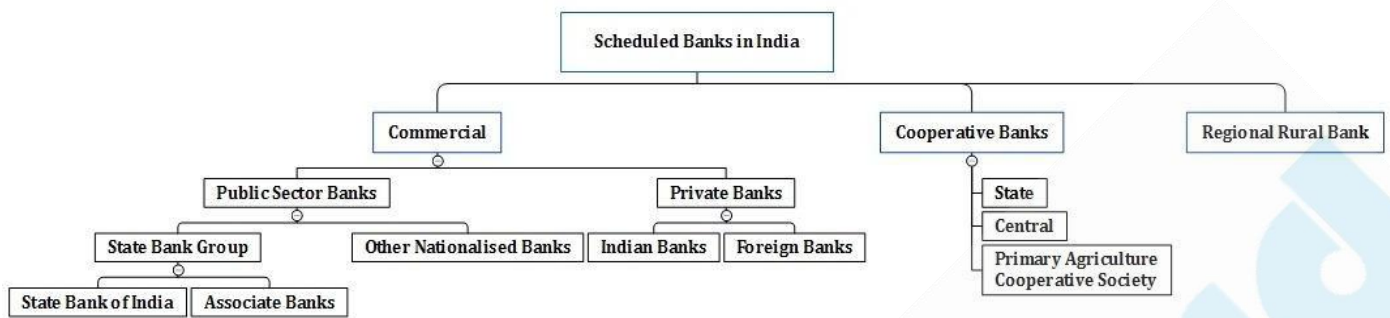 Scheduled Banks in India
Commercial
Cooperative Banks
Regional Rural Bank
Public Sector Banks
Private Banks
State
State Bank Group
Other Nationalised Banks
Indian Banks
Foreign Banks
Central
Primary Agriculture
Cooperative Society
State Bank of India
Associate Banks